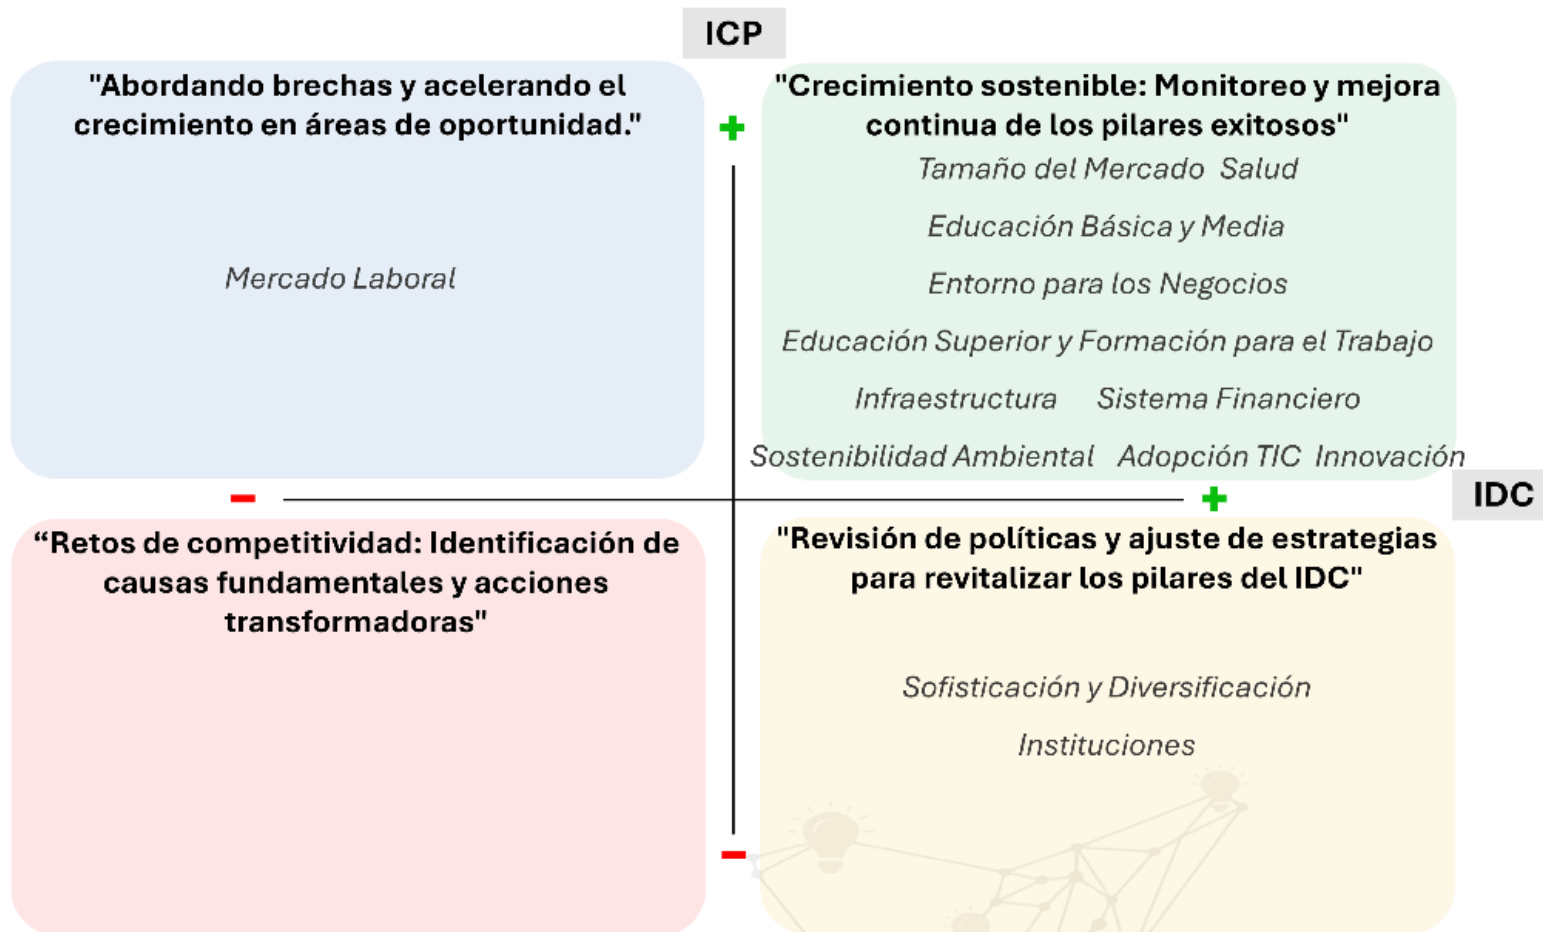 ICP
"Abordando brechas y acelerando el
crecimiento en áreas de oportunidad."
Mercado Laboral
+
"Crecimiento sostenible: Monitoreo y mejora
continua de los pilares exitosos"
Tamaño del Mercado Salud
Educación Básica y Media
Entorno para los Negocios
Educación Superior y Formación para el Trabajo
Infraestructura Sistema Financiero
Sostenibilidad Ambiental Adopción TIC Innovación
-
+
IDC
“Retos de competitividad: Identificación de
causas fundamentales y acciones
transformadoras"
"Revisión de políticas y ajuste de estrategias
para revitalizar los pilares del IDC"
Sofisticación y Diversificación
Instituciones
-